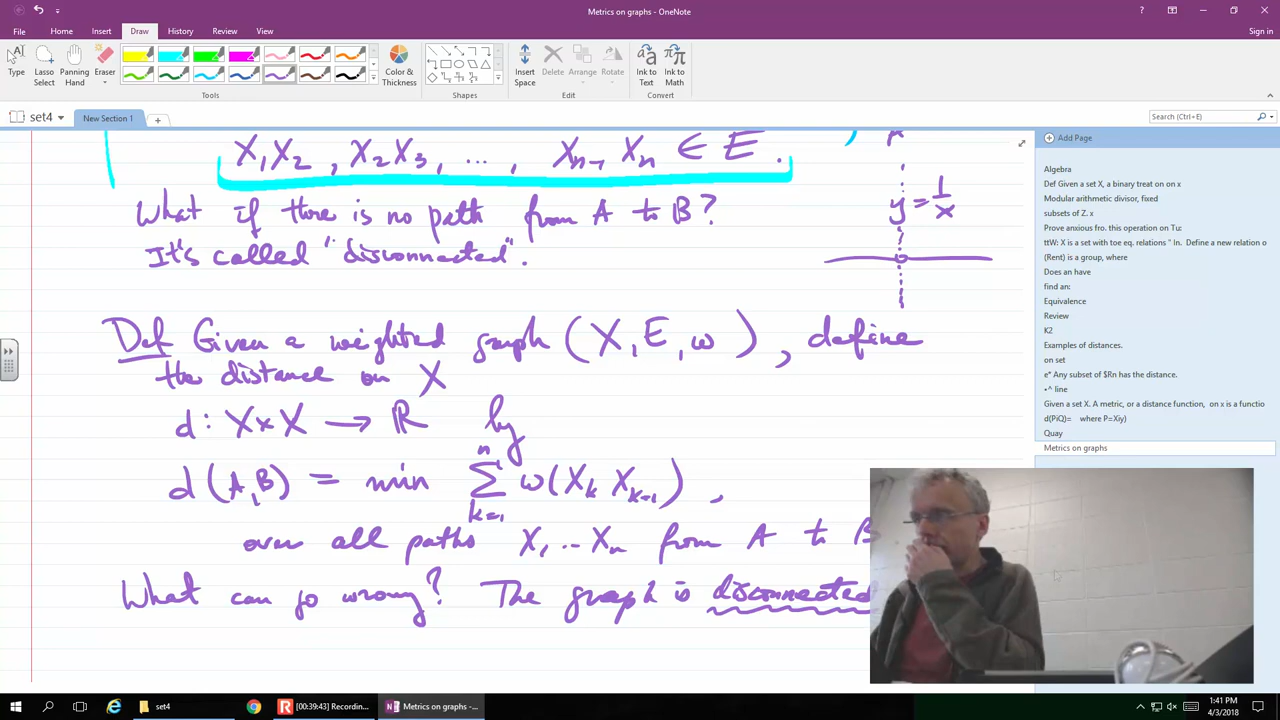 Metrics on graphs - OneNote
File Home Insert Draw History Review View
Sign in
Type Lasso Select Panning Hand Eraser
Color & Thickness
Insert Space Delete Arrange Rotate
Ink to Text Ink to Math
Tools Shapes Edit Convert
set4 New Section 1
Search (Ctrl+E)
X₁X₂, X₂X₃, ..., Xₙ₋₁ Xₙ ∈ E.
What if there is no path from A to B?
It's called "disconnected".
y = 1/x
Def Given a weighted graph (X, E, w), define
the distance on X
d: X×X → ℝ by
d(A,B) = min ∑ₖ₌₁ⁿ w(Xₖ Xₖ₋₁),
over all paths X₁...Xₙ from A to B
What can go wrong? The graph is disconnected
Add Page
Algebra
Def Given a set X, a binary treat on on x
Modular arithmetic divisor, fixed
subsets of Z. x
Prove anxious fro. this operation on Tu:
ttW: X is a set with toe eq. relations " In. Define a new relation o
(Rent) is a group, where
Does an have
find an:
Equivalence
Review
K2
Examples of distances.
on set
e* Any subset of $Rn has the distance.
•^ line
Given a set X. A metric, or a distance function, on x is a functio
d(PiQ)= where P=Xiy)
Quay
Metrics on graphs
set4
[00:39:43] Recordin...
Metrics on graphs -...
1:41 PM
4/3/2018